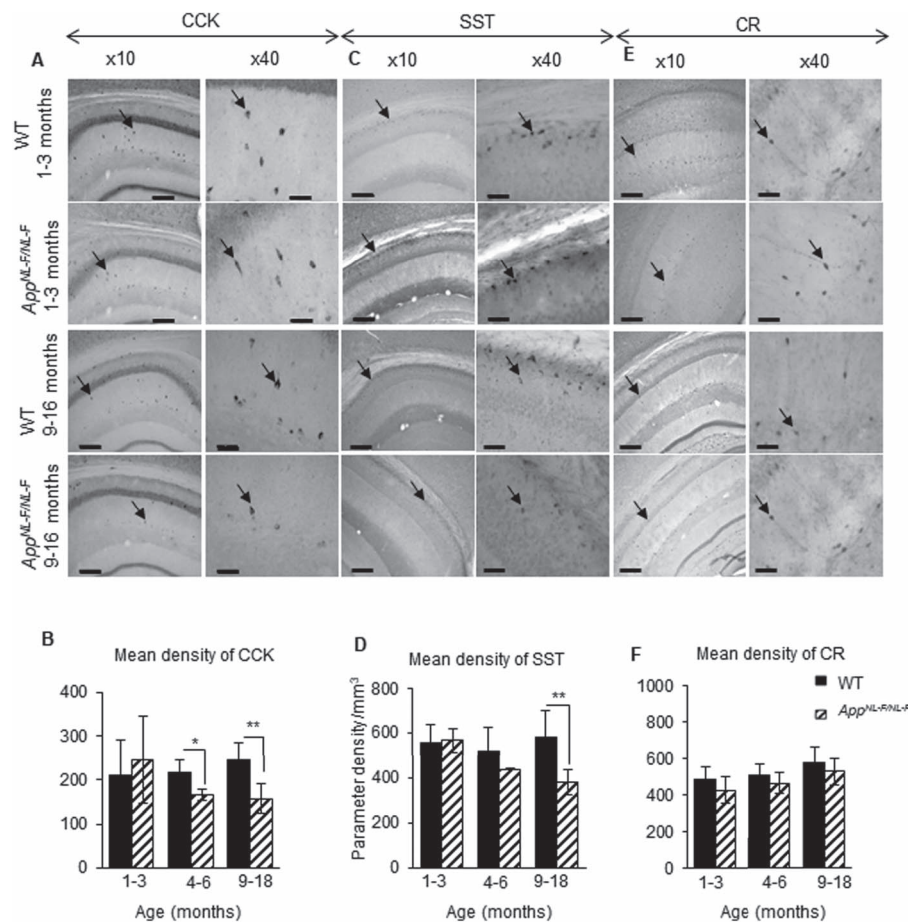 CCK SST CR
A x10 x40 C x10 x40 E x10 x40
WT
1-3 months
App^NL-F/NL-F
1-3 months
WT
9-16 months
App^NL-F/NL-F
9-16 months
B
Mean density of CCK
400
300
200
100
0
*
**
1-3 4-6 9-18
Age (months)
D
Mean density of SST
Parameter density/mm³
800
600
400
200
0
**
1-3 4-6 9-18
Age (months)
F
Mean density of CR
WT
App^NL-F/NL-F
1000
800
600
400
200
0
1-3 4-6 9-18
Age (months)